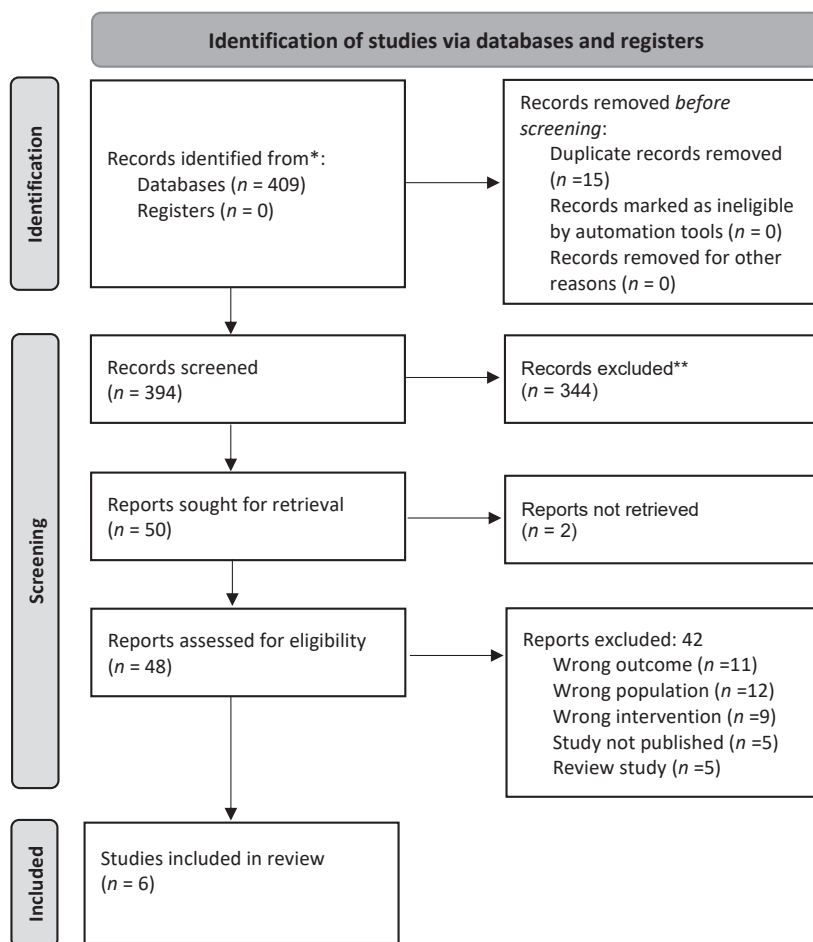 Identification of studies via databases and registers
Identification
Records identified from*:
Databases (n = 409)
Registers (n = 0)
Records removed before
screening:
Duplicate records removed
(n =15)
Records marked as ineligible
by automation tools (n = 0)
Records removed for other
reasons (n = 0)
Screening
Records screened
(n = 394)
Records excluded**
(n = 344)
Reports sought for retrieval
(n = 50)
Reports not retrieved
(n = 2)
Reports assessed for eligibility
(n = 48)
Reports excluded: 42
Wrong outcome (n =11)
Wrong population (n =12)
Wrong intervention (n =9)
Study not published (n =5)
Review study (n =5)
Included
Studies included in review
(n = 6)